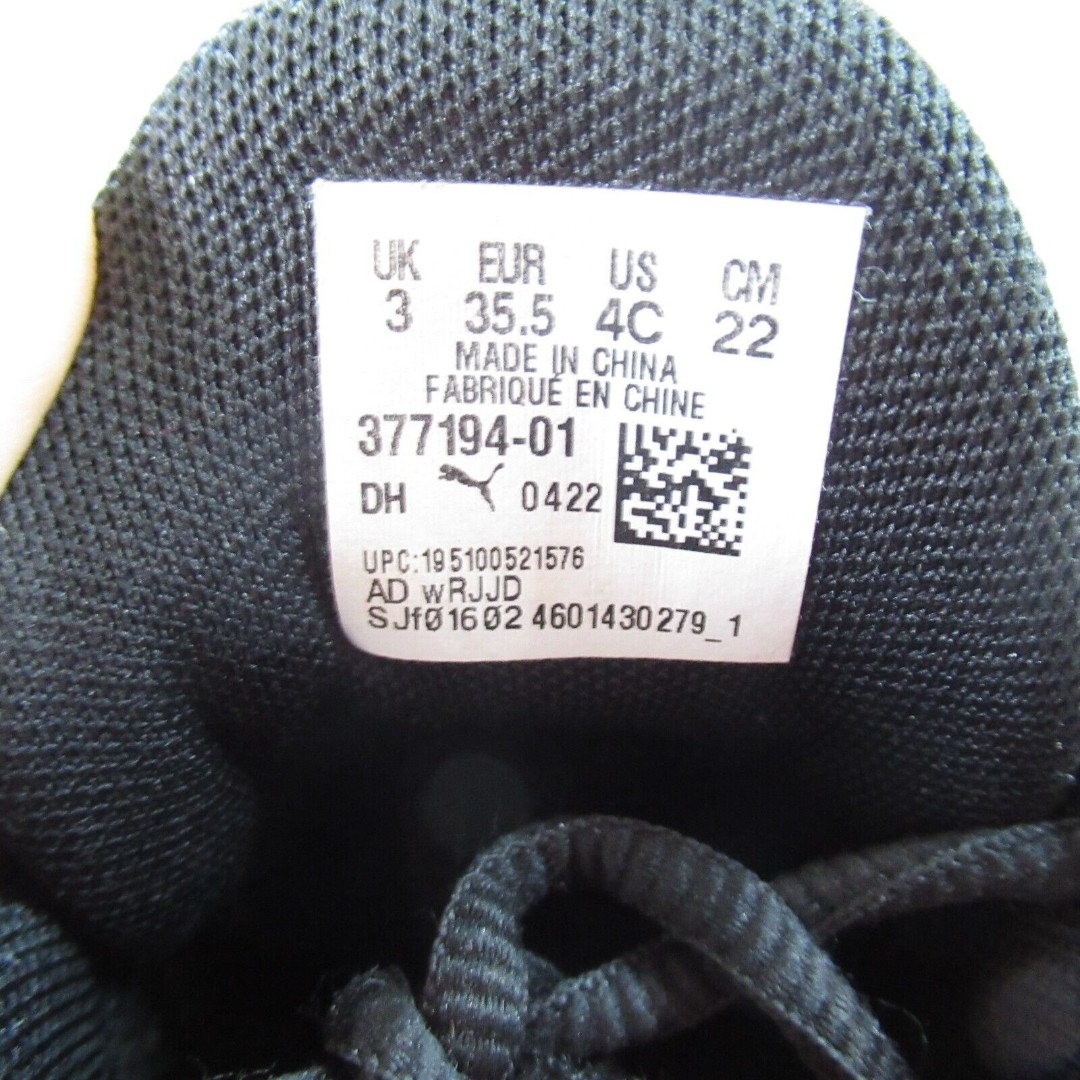 UK EUR US CM
3 35.5 4C 22
MADE IN CHINA
FABRIQUÉ EN CHINE
377194-01
DH 0422
UPC:195100521576
AD wRJJD
SJfØ16Ø2 4601430279_1